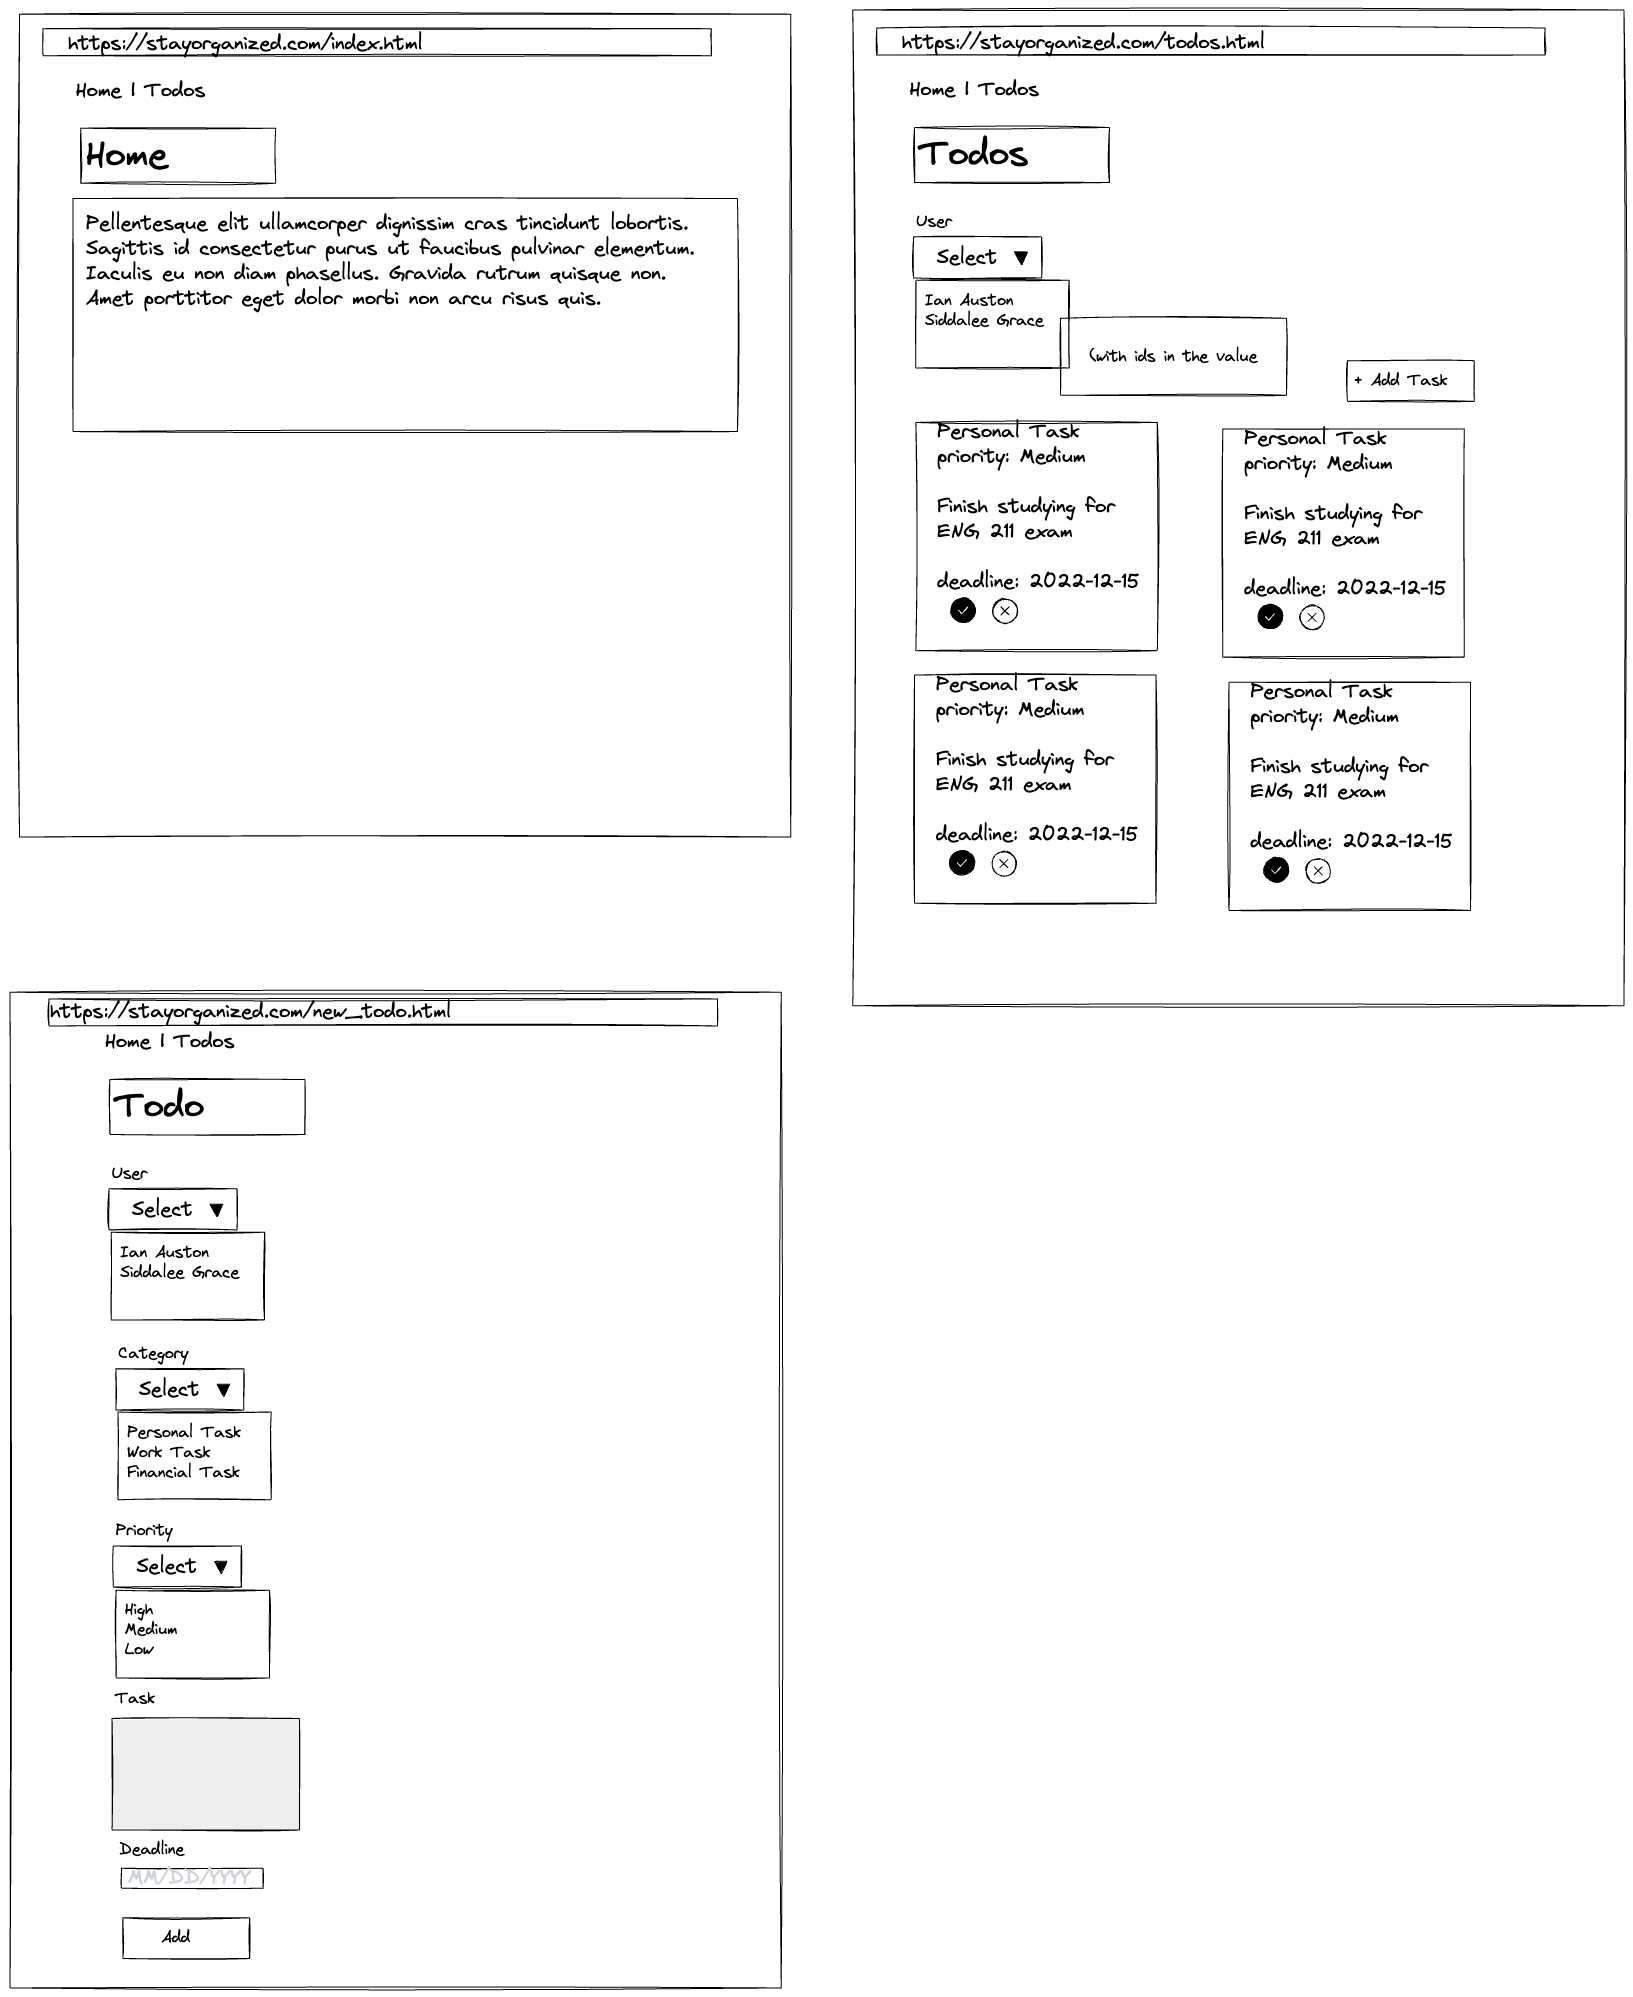 https://stayorganized.com/index.html
Home | Todos
Home
Pellentesque elit ullamcorper dignissim cras tincidunt lobortis.
Sagittis id consectetur purus ut faucibus pulvinar elementum.
Iaculis eu non diam phasellus. Gravida rutrum quisque non.
Amet porttitor eget dolor morbi non arcu risus quis.
https://stayorganized.com/todos.html
Home | Todos
Todos
User
Select ▼
Ian Auston
Siddalee Grace
(with ids in the value
+ Add Task
Personal Task
priority: Medium
Finish studying for
ENG 211 exam
deadline: 2022-12-15
Personal Task
priority: Medium
Finish studying for
ENG 211 exam
deadline: 2022-12-15
Personal Task
priority: Medium
Finish studying for
ENG 211 exam
deadline: 2022-12-15
Personal Task
priority: Medium
Finish studying for
ENG 211 exam
deadline: 2022-12-15
https://stayorganized.com/new_todo.html
Home | Todos
Todo
User
Select ▼
Ian Auston
Siddalee Grace
Category
Select ▼
Personal Task
Work Task
Financial Task
Priority
Select ▼
High
Medium
Low
Task
Deadline
MM/DD/YYYY
Add